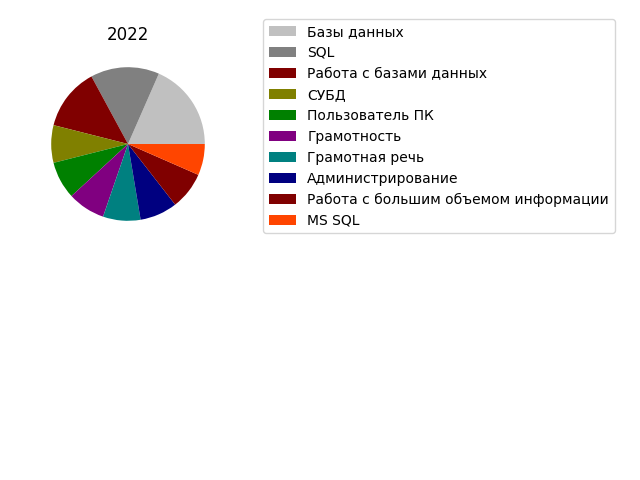 2022
Базы данных
SQL
Работа с базами данных
СУБД
Пользователь ПК
Грамотность
Грамотная речь
Администрирование
Работа с большим объемом информации
MS SQL